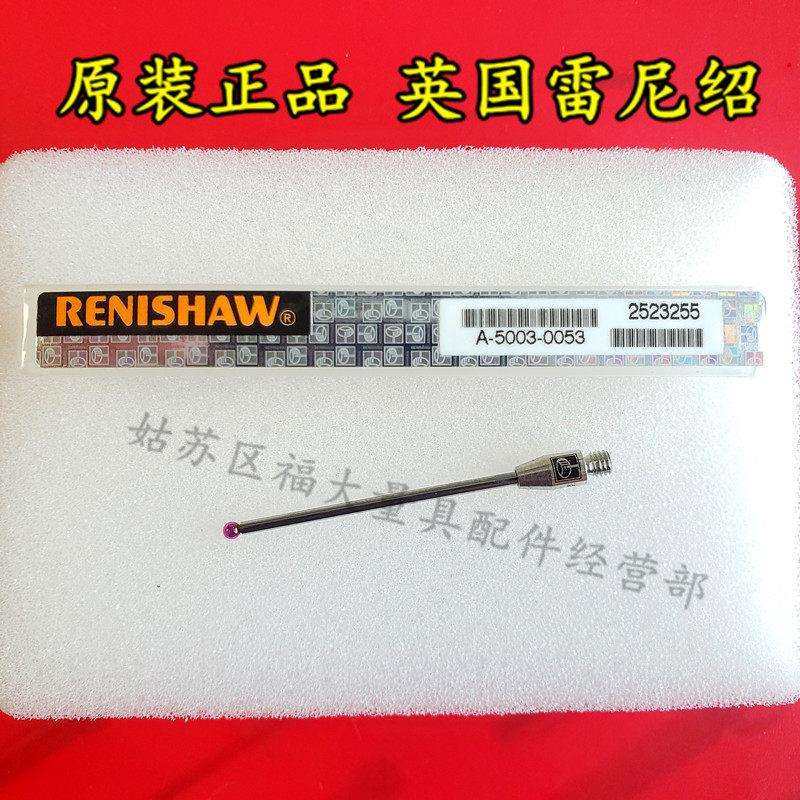 原装正品 英国雷尼绍
RENISHAW®
2523255
A-5003-0053
姑苏区福大量具配件经营部